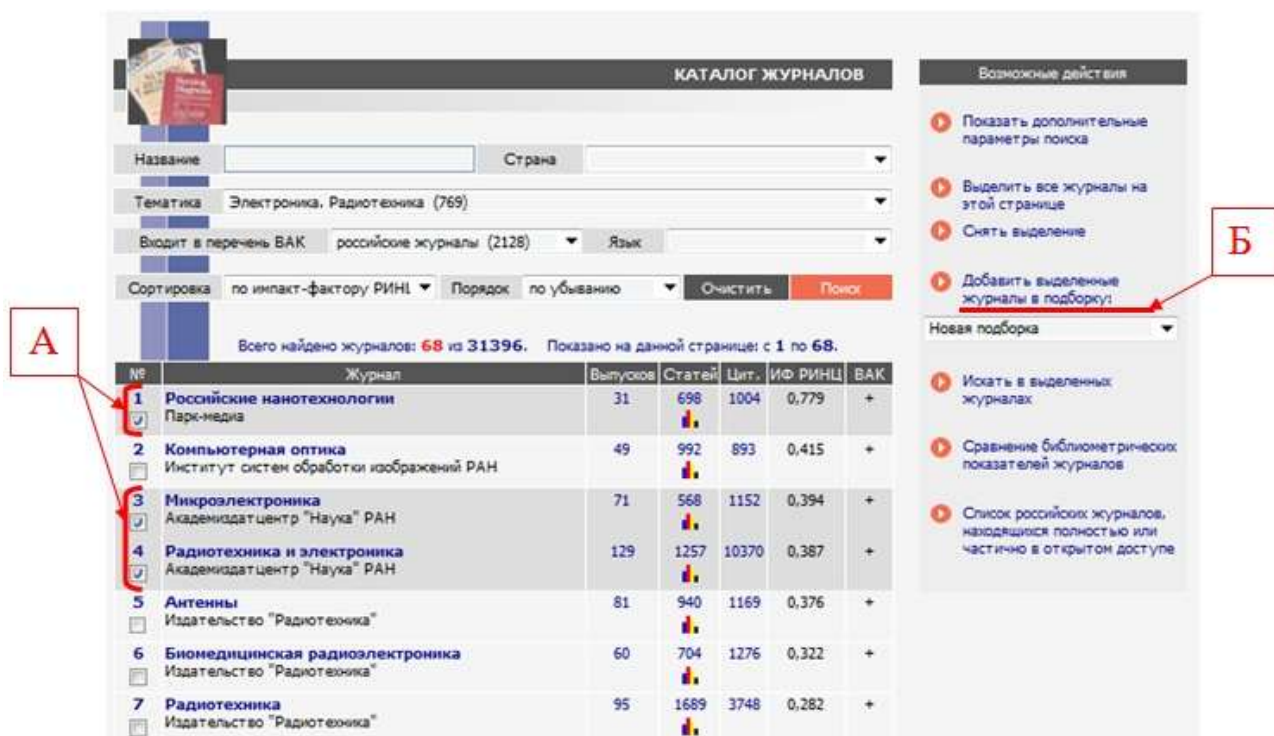 КАТАЛОГ ЖУРНАЛОВ
Название Страна
Тематика Электроника. Радиотехника (769)
Входит в перечень ВАК российские журналы (2128) Язык
Сортировка по импакт-фактору РИНЦ Порядок по убыванию Очистить Поиск
Всего найдено журналов: 68 из 31396. Показано на данной странице: с 1 по 68.
А
№ Журнал Выпусков Статей Цит. ИФ РИНЦ ВАК
1 Российские нанотехнологии 31 698 1004 0,779 +
Парк-медиа
2 Компьютерная оптика 49 992 893 0,415 +
Институт систем обработки изображений РАН
3 Микроэлектроника 71 568 1152 0,394 +
Академиздатцентр "Наука" РАН
4 Радиотехника и электроника 129 1257 10370 0,387 +
Академиздатцентр "Наука" РАН
5 Антенны 81 940 1169 0,376 +
Издательство "Радиотехника"
6 Биомедицинская радиоэлектроника 60 704 1276 0,322 +
Издательство "Радиотехника"
7 Радиотехника 95 1689 3748 0,282 +
Издательство "Радиотехника"
Возможные действия
Показать дополнительные
параметры поиска
Выделить все журналы на
этой странице
Снять выделение
Добавить выделенные
журналы в подборку:
Б
Новая подборка
Искать в выделенных
журналах
Сравнение библиометрических
показателей журналов
Список российских журналов,
находящихся полностью или
частично в открытом доступе